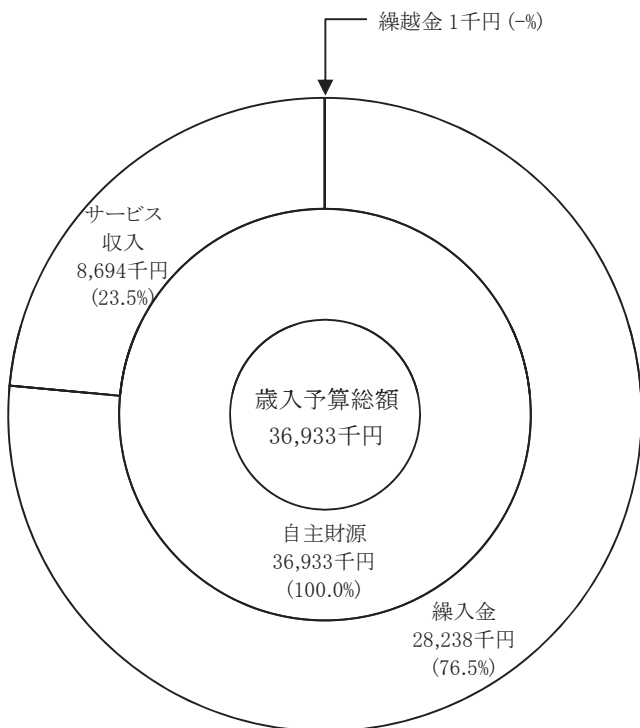 繰越金 1千円 (-%)
サービス
収入
8,694千円
(23.5%)
歳入予算総額
36,933千円
自主財源
36,933千円
(100.0%)
繰入金
28,238千円
(76.5%)